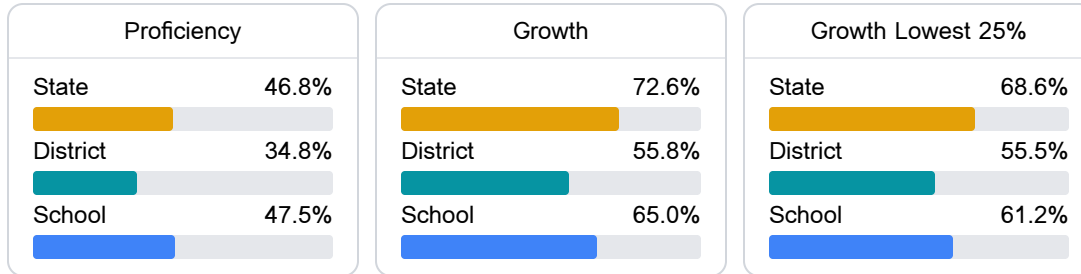 Proficiency
State 46.8%
District 34.8%
School 47.5%
Growth
State 72.6%
District 55.8%
School 65.0%
Growth Lowest 25%
State 68.6%
District 55.5%
School 61.2%